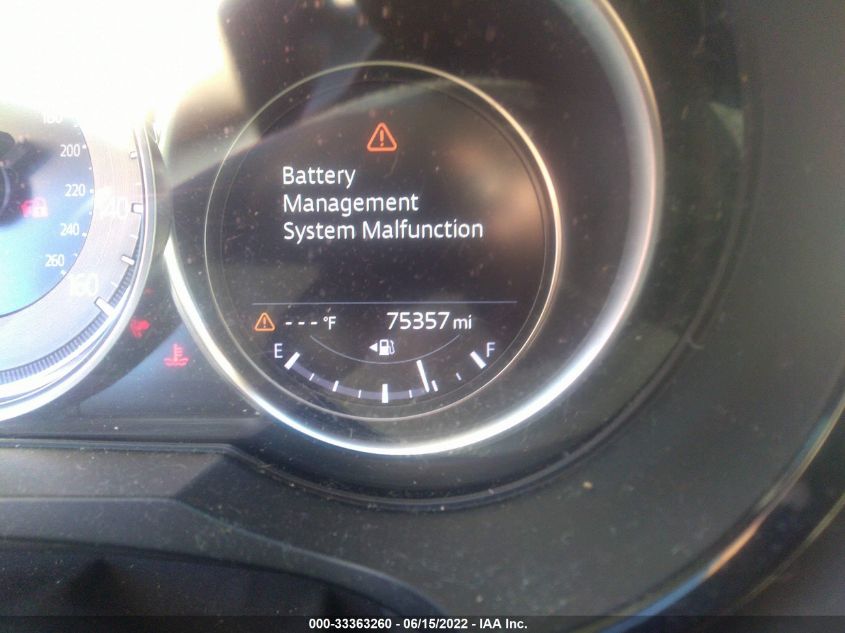 Battery
Management
System Malfunction
--- °F 75357 mi
E F
180
200
220
240
260
140
160
000-33363260 - 06/15/2022 - IAA Inc.